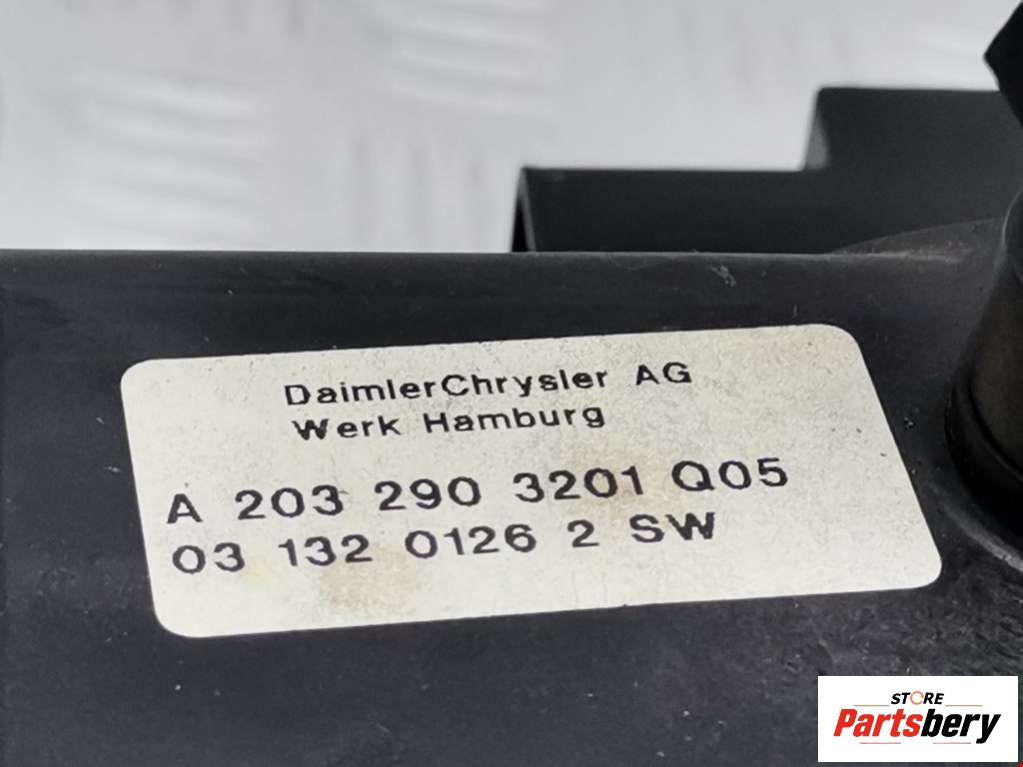 DaimlerChrysler AG
Werk Hamburg
A 203 290 3201 Q05
03 132 0126 2 SW
STORE
Partsbery